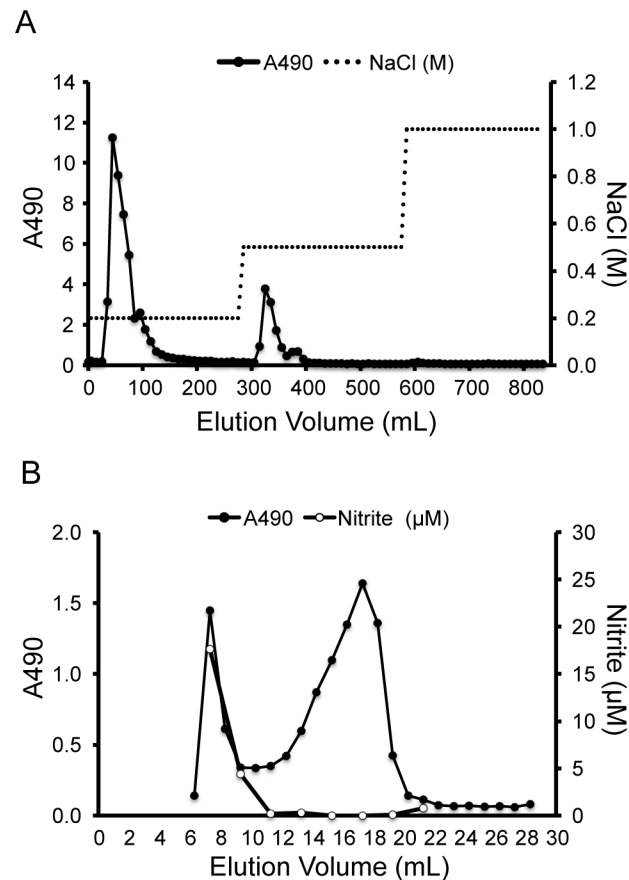 A
A490 NaCl (M)
14 1.2
12 1.0
10 0.8
8 0.6
6 0.4
4 0.2
2 0.0
0
A490
NaCl (M)
0 100 200 300 400 500 600 700 800
Elution Volume (mL)
B
A490 Nitrite (μM)
2.0 30
1.5 25
1.0 20
0.5 15
0.0 10
5
0
A490
Nitrite (μM)
0 2 4 6 8 10 12 14 16 18 20 22 24 26 28 30
Elution Volume (mL)